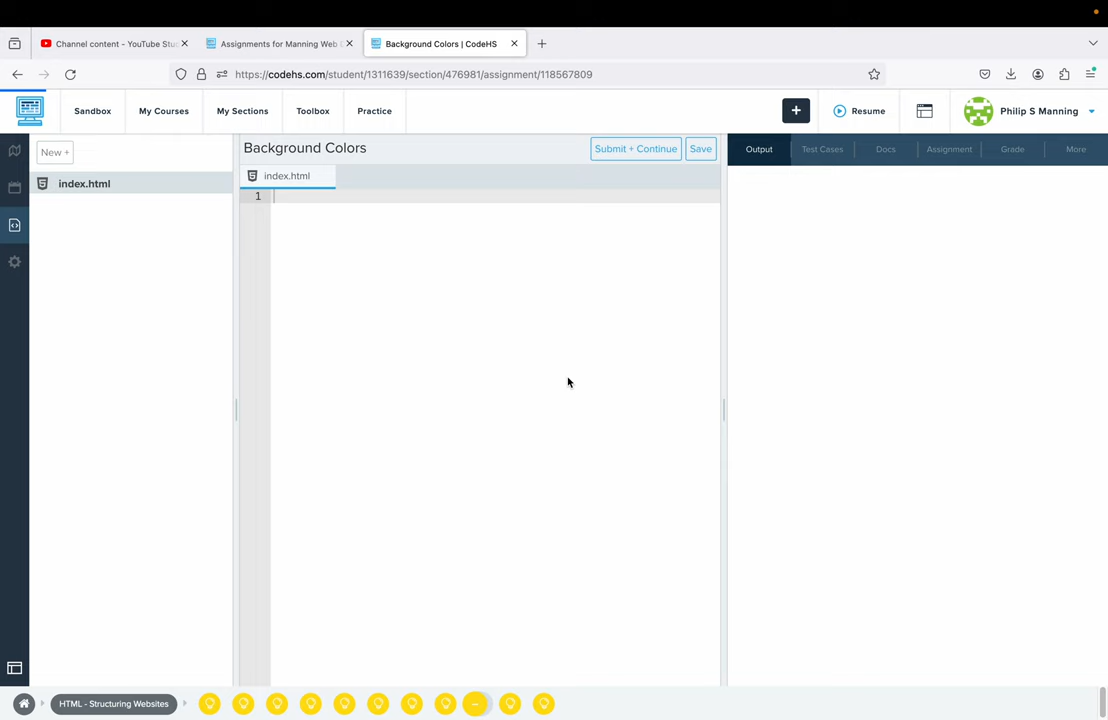 Channel content - YouTube Stu
Assignments for Manning Web D
Background Colors | CodeHS
https://codehs.com/student/1311639/section/476981/assignment/118567809
Sandbox My Courses My Sections Toolbox Practice
+ Resume Philip S Manning
New +
index.html
Background Colors
Submit + Continue Save
index.html
1
Output Test Cases Docs Assignment Grade More
HTML - Structuring Websites